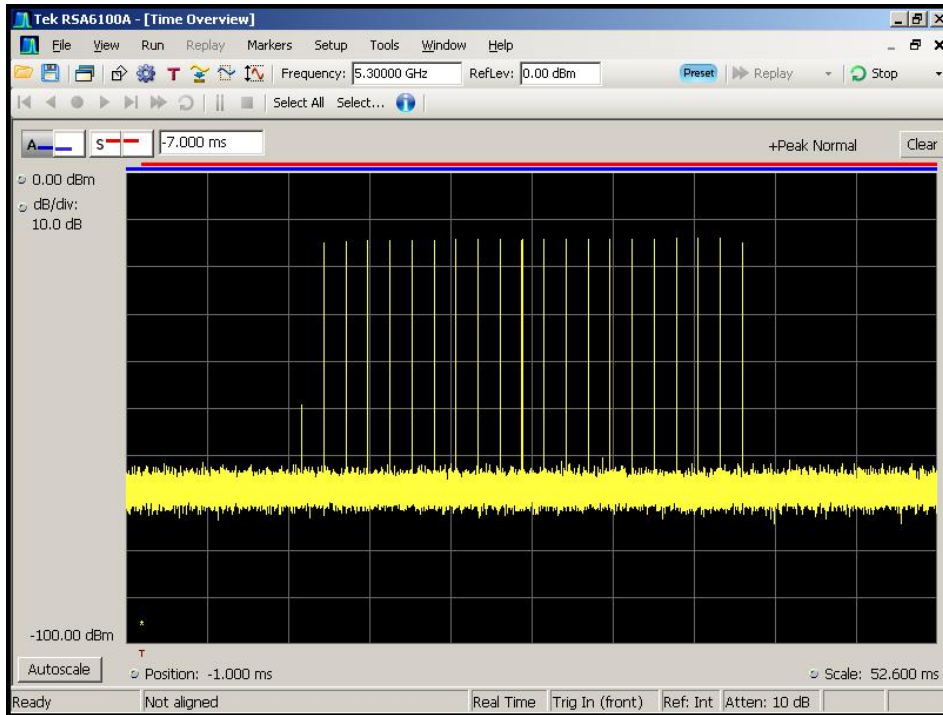 Tek RSA6100A - [Time Overview]
File View Run Replay Markers Setup Tools Window Help
T Frequency: 5.30000 GHz RefLev: 0.00 dBm Preset Replay Stop
Select All Select...
A S -7.000 ms +Peak Normal Clear
0.00 dBm
dB/div:
10.0 dB
-100.00 dBm
T
Autoscale Position: -1.000 ms Scale: 52.600 ms
Ready Not aligned Real Time Trig In (front) Ref: Int Atten: 10 dB